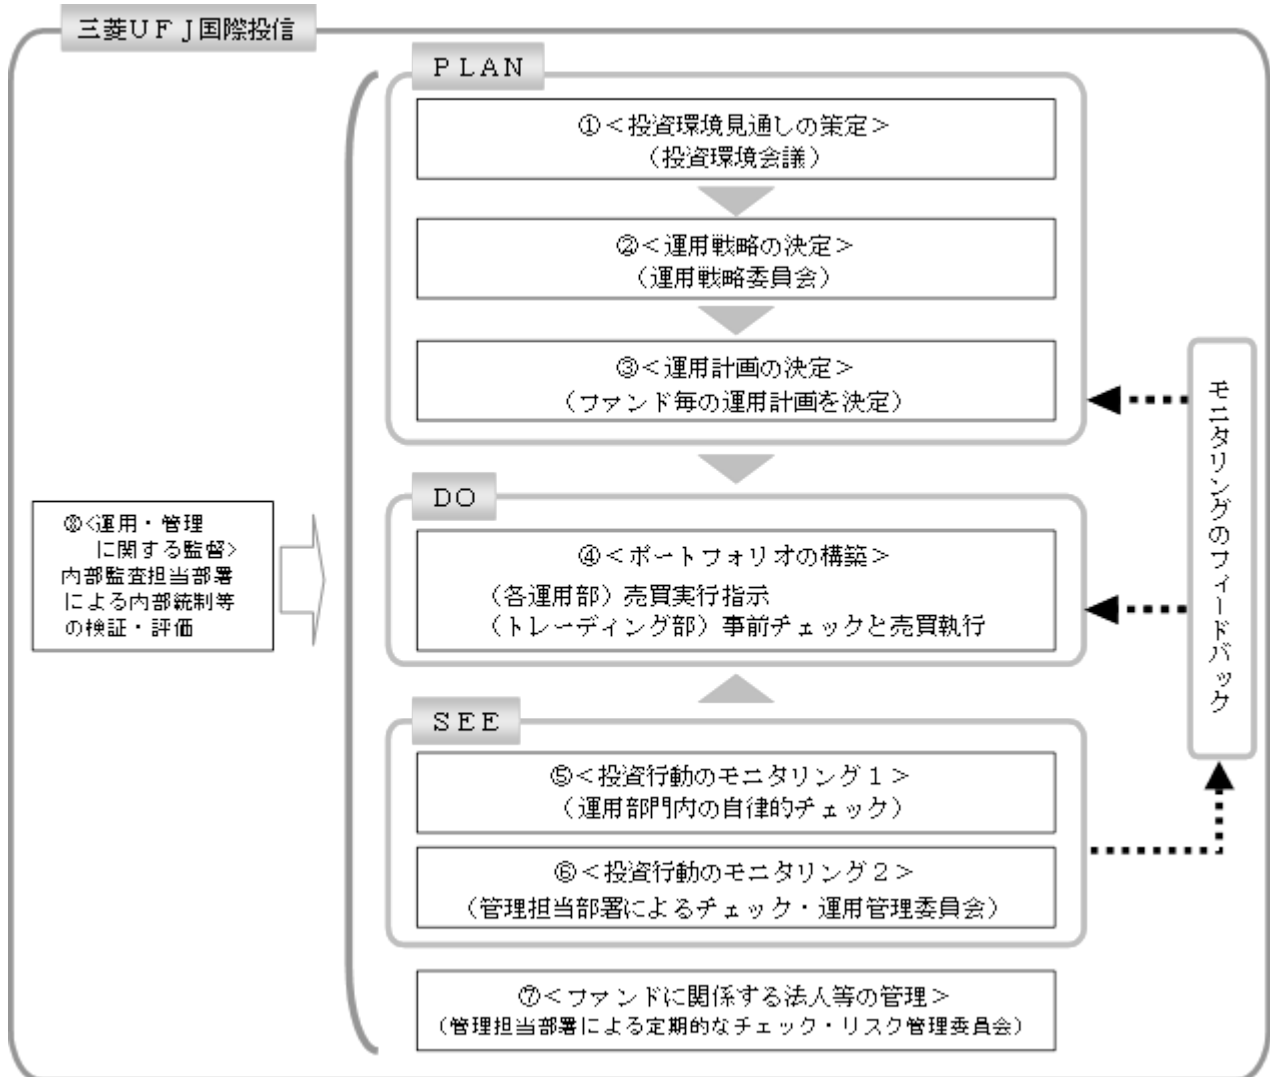 三菱ＵＦＪ国際投信
ＰＬＡＮ
①＜投資環境見通しの策定＞
（投資環境会議）
②＜運用戦略の決定＞
（運用戦略委員会）
③＜運用計画の決定＞
（ファンド毎の運用計画を決定）
ＤＯ
④＜ポートフォリオの構築＞
（各運用部）売買実行指示
（トレーディング部）事前チェックと売買執行
ＳＥＥ
⑤＜投資行動のモニタリング１＞
（運用部門内の自律的チェック）
⑥＜投資行動のモニタリング２＞
（管理担当部署によるチェック・運用管理委員会）
⑦＜ファンドに関係する法人等の管理＞
（管理担当部署による定期的なチェック・リスク管理委員会）
⑧<運用・管理
に関する監督>
内部監査担当部署
による内部統制等
の検証・評価
モニタリングのフィードバック